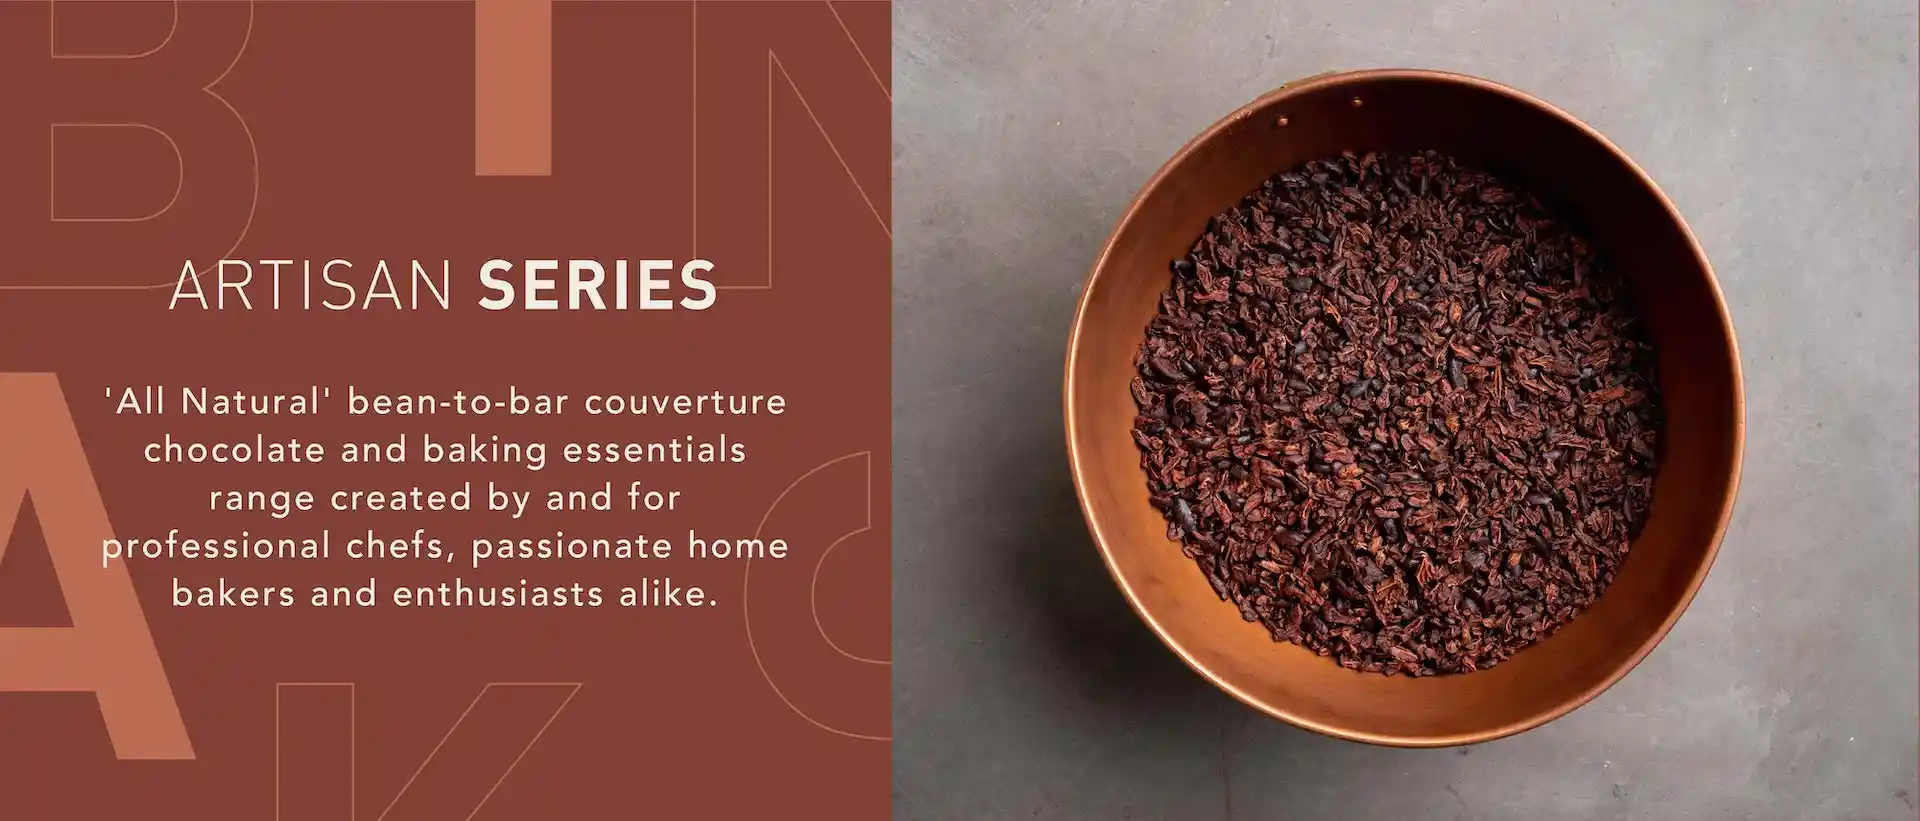 ARTISAN SERIES
'All Natural' bean-to-bar couverture
chocolate and baking essentials
range created by and for
professional chefs, passionate home
bakers and enthusiasts alike.